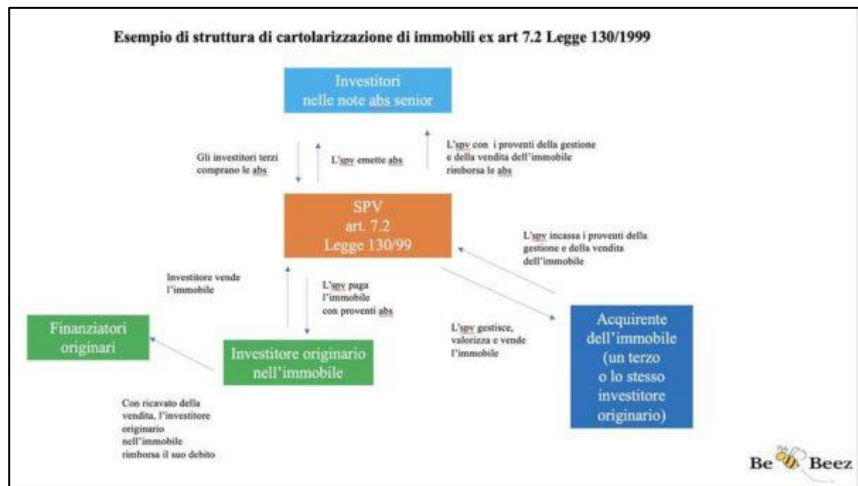 Esempio di struttura di cartolarizzazione di immobili ex art 7.2 Legge 130/1999
Investitori
nelle note abs senior
Gli investitori terzi
comprano le abs
L'spv emette abs
L'spv con i proventi della gestione
e della vendita dell'immobile
rimborsa le abs
SPV
art. 7.2
Legge 130/99
L'spv incassa i proventi della
gestione e della vendita
dell'immobile
Investitore vende
l'immobile
L'spv paga
l'immobile
con proventi abs
L'spv gestisce,
valorizza e vende
l'immobile
Finanziatori
originari
Investitore originario
nell'immobile
Acquirente
dell'immobile
(un terzo
o lo stesso
investitore
originario)
Con ricavato della
vendita, l'investitore
originario
nell'immobile
rimborsa il suo debito
Be Beez